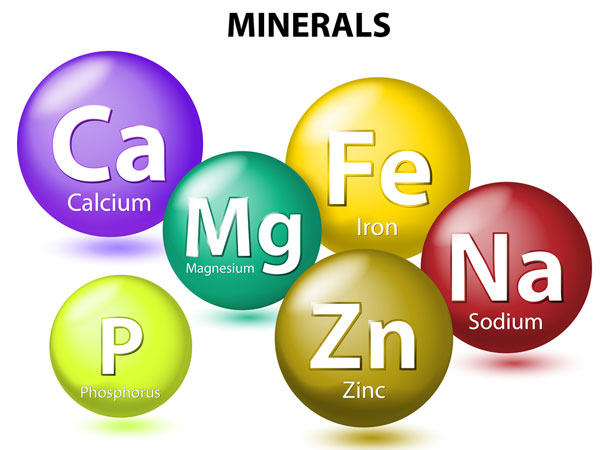 MINERALS
Ca
Calcium
Fe
Iron
Mg
Magnesium
Na
Sodium
P
Phosphorus
Zn
Zinc